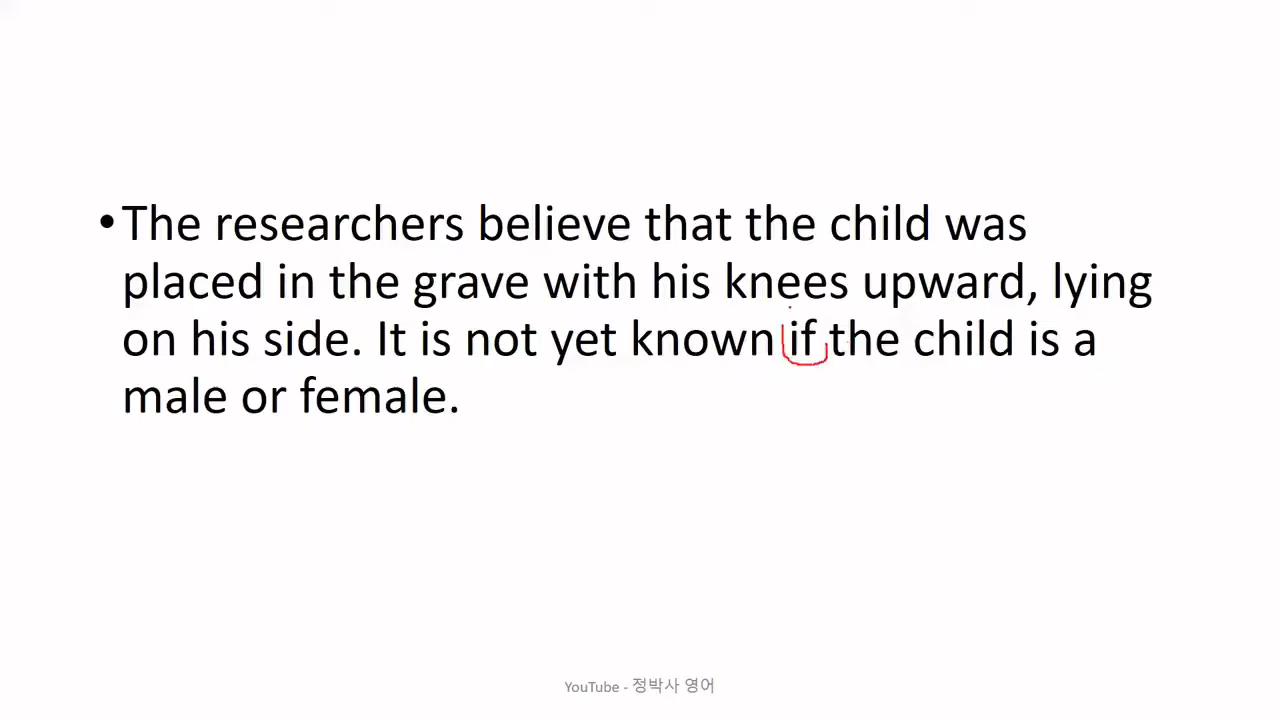 •The researchers believe that the child was
placed in the grave with his knees upward, lying
on his side. It is not yet known if the child is a
male or female.
YouTube - 정박사 영어